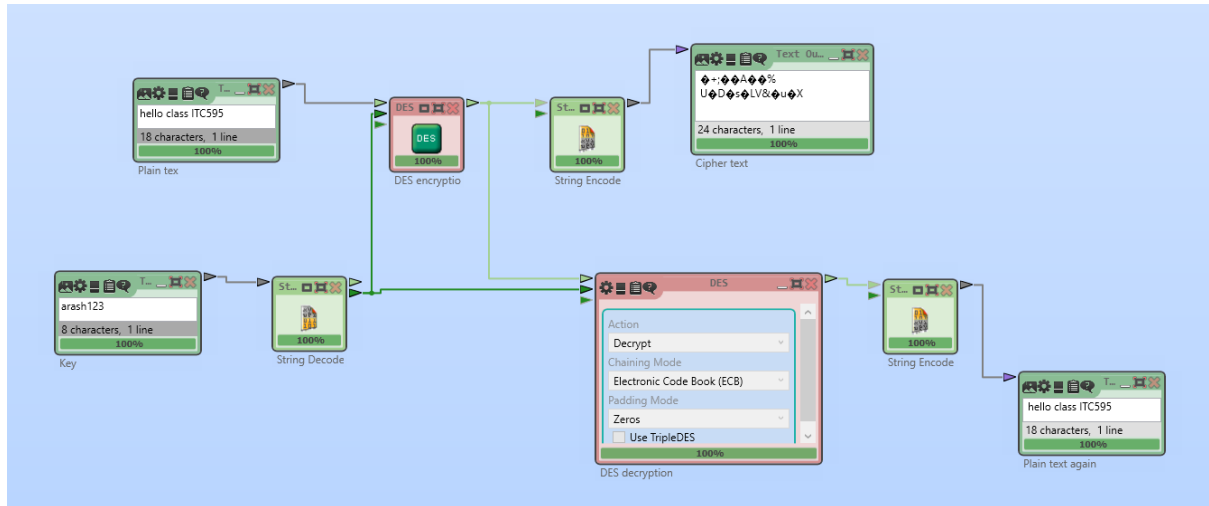 T...
hello class ITC595
18 characters, 1 line
100%
Plain tex
DES
DES
100%
DES encryptio
St...
100%
String Encode
Text Ou...
�+;��A��%
U�D�s�LV&�u�X
24 characters, 1 line
100%
Cipher text
T...
arash123
8 characters, 1 line
100%
Key
St...
100%
String Decode
DES
Action
Decrypt
Chaining Mode
Electronic Code Book (ECB)
Padding Mode
Zeros
Use TripleDES
100%
DES decryption
St...
100%
String Encode
T...
hello class ITC595
18 characters, 1 line
100%
Plain text again